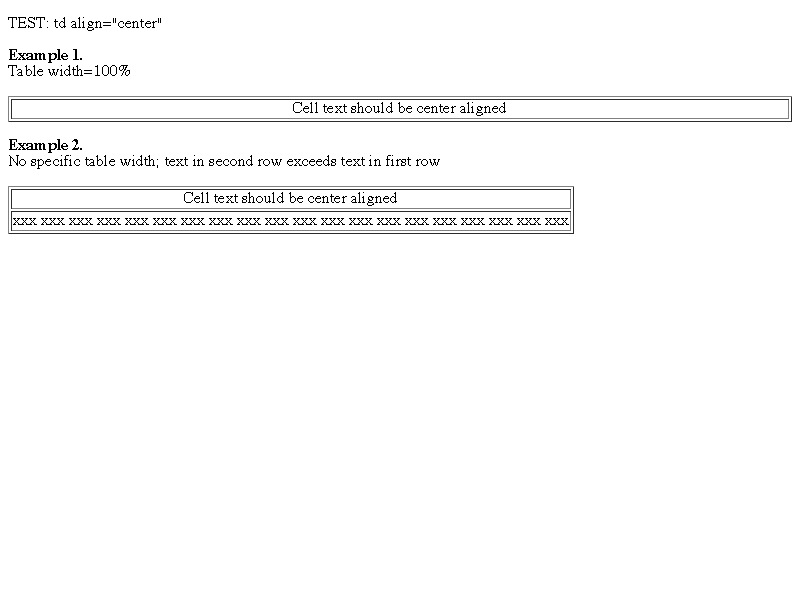 TEST: td align="center"
Example 1.
Table width=100%
Cell text should be center aligned
Example 2.
No specific table width; text in second row exceeds text in first row
Cell text should be center aligned
xxx xxx xxx xxx xxx xxx xxx xxx xxx xxx xxx xxx xxx xxx xxx xxx xxx xxx xxx xxx